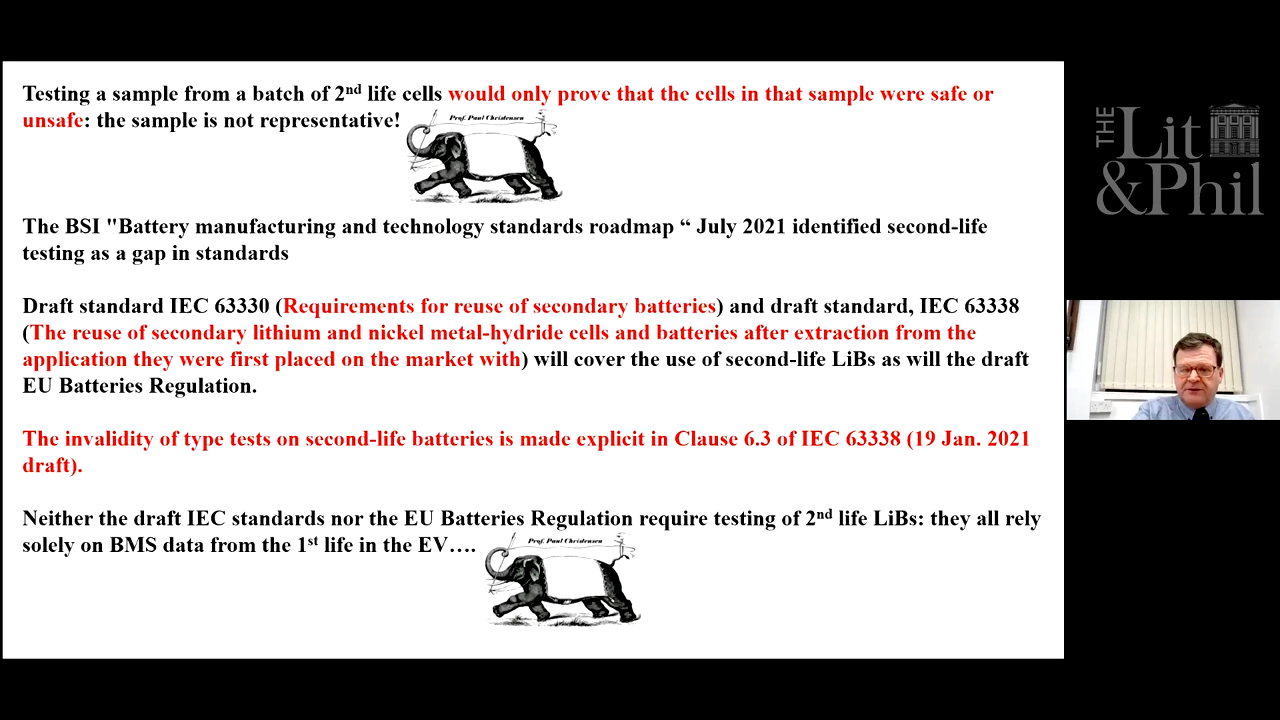 Testing a sample from a batch of 2nd life cells would only prove that the cells in that sample were safe or
unsafe: the sample is not representative!
Prof. Paul Christensen
The BSI "Battery manufacturing and technology standards roadmap “ July 2021 identified second-life
testing as a gap in standards
Draft standard IEC 63330 (Requirements for reuse of secondary batteries) and draft standard, IEC 63338
(The reuse of secondary lithium and nickel metal-hydride cells and batteries after extraction from the
application they were first placed on the market with) will cover the use of second-life LiBs as will the draft
EU Batteries Regulation.
The invalidity of type tests on second-life batteries is made explicit in Clause 6.3 of IEC 63338 (19 Jan. 2021
draft).
Neither the draft IEC standards nor the EU Batteries Regulation require testing of 2nd life LiBs: they all rely
solely on BMS data from the 1st life in the EV….
Prof. Paul Christensen
THE
Lit
&Phil